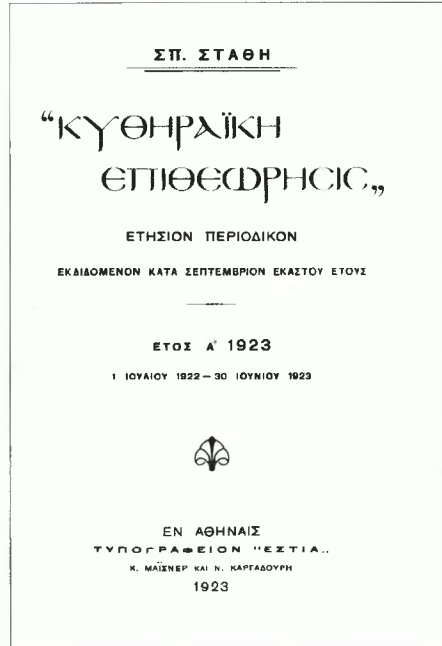 ΣΠ. ΣΤΑΘΗ
“ΚΥΘΗΡΑΪΚΗ
ΕΠΙΘΕΩΡΗСΙС„
ΕΤΗΣΙΟΝ ΠΕΡΙΟΔΙΚΟΝ
ΕΚΔΙΔΟΜΕΝΟΝ ΚΑΤΑ ΣΕΠΤΕΜΒΡΙΟΝ ΕΚΑΣΤΟΥ ΕΤΟΥΣ
ΕΤΟΣ Α' 1923
1 ΙΟΥΛΙΟΥ 1922 — 30 ΙΟΥΝΙΟΥ 1923
ΕΝ ΑΘΗΝΑΙΣ
ΤΥΠΟΓΡΑΦΕΙΟΝ "ΕΣΤΙΑ„
Κ. ΜΑΪΣΝΕΡ ΚΑΙ Ν. ΚΑΡΓΑΔΟΥΡΗ
1923